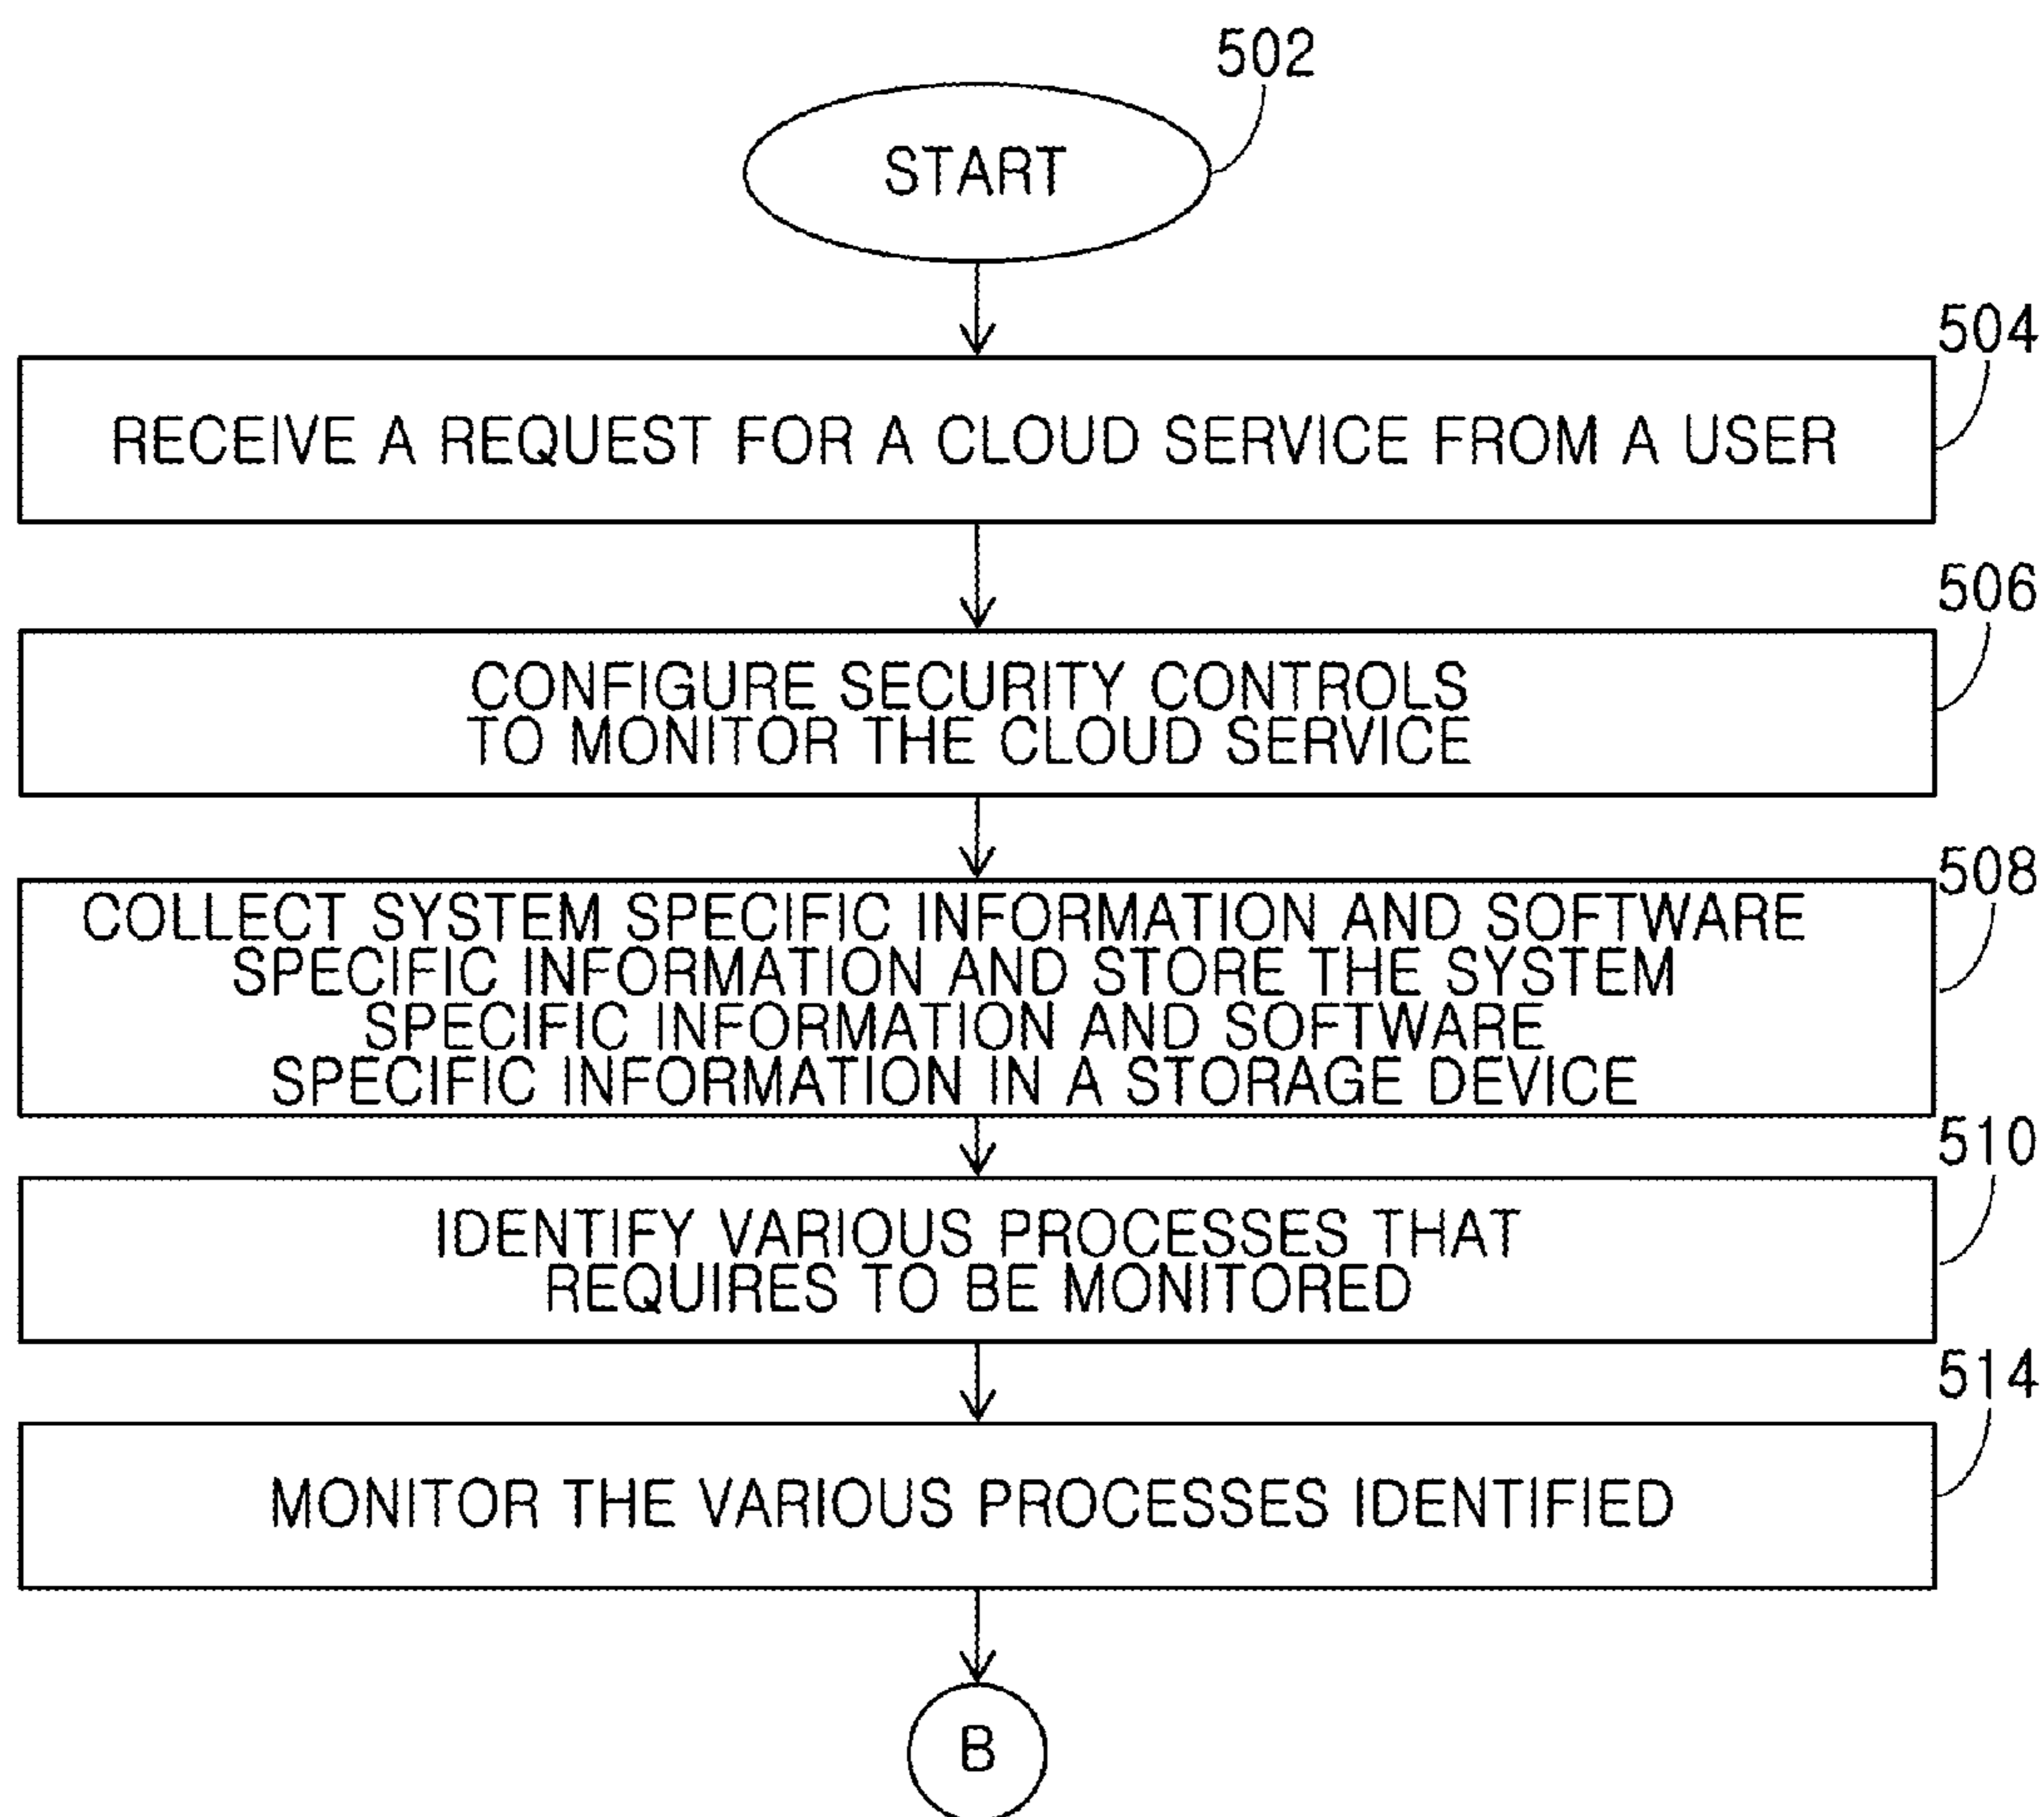 502
START
504
RECEIVE A REQUEST FOR A CLOUD SERVICE FROM A USER
506
CONFIGURE SECURITY CONTROLS
TO MONITOR THE CLOUD SERVICE
508
COLLECT SYSTEM SPECIFIC INFORMATION AND SOFTWARE
SPECIFIC INFORMATION AND STORE THE SYSTEM
SPECIFIC INFORMATION AND SOFTWARE
SPECIFIC INFORMATION IN A STORAGE DEVICE
510
IDENTIFY VARIOUS PROCESSES THAT
REQUIRES TO BE MONITORED
514
MONITOR THE VARIOUS PROCESSES IDENTIFIED
B